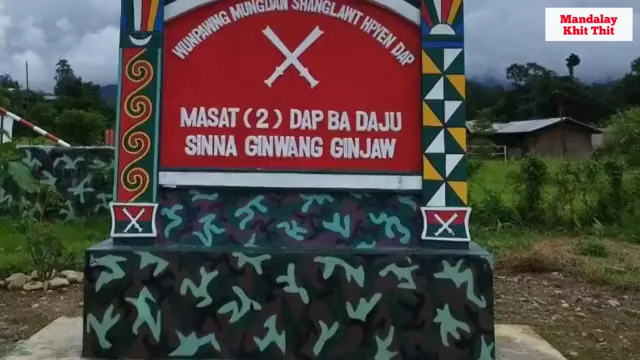 WUNPAWNG MUNGDAN SHANGLAWT HPYEN DAP
MASAT (2) DAP BA DAJU
SINNA GINWANG GINJAW
Mandalay
Khit Thit